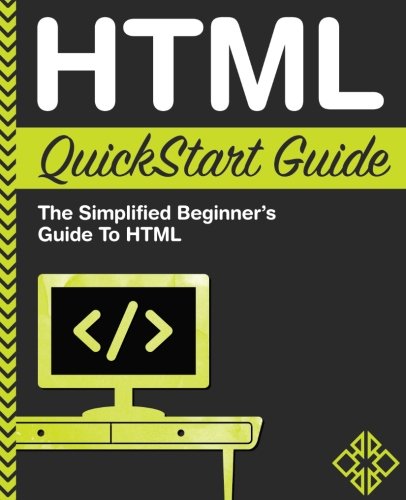 HTML
QuickStart Guide
The Simplified Beginner's
Guide To HTML
</>